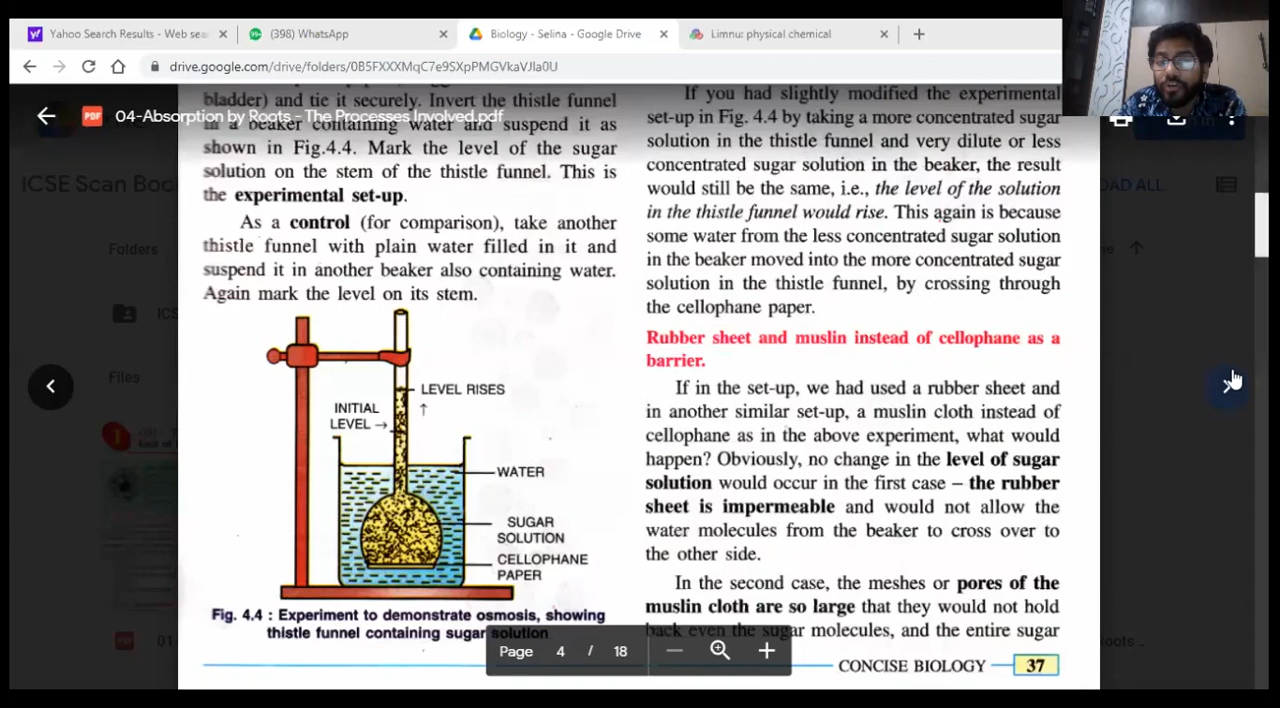 Yahoo Search Results - Web sea
(398) WhatsApp
Biology - Selina - Google Drive
Limnu: physical chemical
drive.google.com/drive/folders/0B5FXXXMqC7e9SXpPMGVkaVJla0U
PDF 04-Absorption by Roots - The Processes Involved.pdf
ICSE Scan Boo
Folders
ICS
Files
PDF 01-
OAD ALL
bladder) and tie it securely. Invert the thistle funnel
in a beaker containing water and suspend it as
shown in Fig.4.4. Mark the level of the sugar
solution on the stem of the thistle funnel. This is
the experimental set-up.
As a control (for comparison), take another
thistle funnel with plain water filled in it and
suspend it in another beaker also containing water.
Again mark the level on its stem.
LEVEL RISES
↑
INITIAL
LEVEL →
WATER
SUGAR
SOLUTION
CELLOPHANE
PAPER
Fig. 4.4 : Experiment to demonstrate osmosis, showing
thistle funnel containing sugar solution
If you had slightly modified the experimental
set-up in Fig. 4.4 by taking a more concentrated sugar
solution in the thistle funnel and very dilute or less
concentrated sugar solution in the beaker, the result
would still be the same, i.e., the level of the solution
in the thistle funnel would rise. This again is because
some water from the less concentrated sugar solution
in the beaker moved into the more concentrated sugar
solution in the thistle funnel, by crossing through
the cellophane paper.
Rubber sheet and muslin instead of cellophane as a
barrier.
If in the set-up, we had used a rubber sheet and
in another similar set-up, a muslin cloth instead of
cellophane as in the above experiment, what would
happen? Obviously, no change in the level of sugar
solution would occur in the first case – the rubber
sheet is impermeable and would not allow the
water molecules from the beaker to cross over to
the other side.
In the second case, the meshes or pores of the
muslin cloth are so large that they would not hold
back even the sugar molecules, and the entire sugar
Page 4 / 18
CONCISE BIOLOGY 37